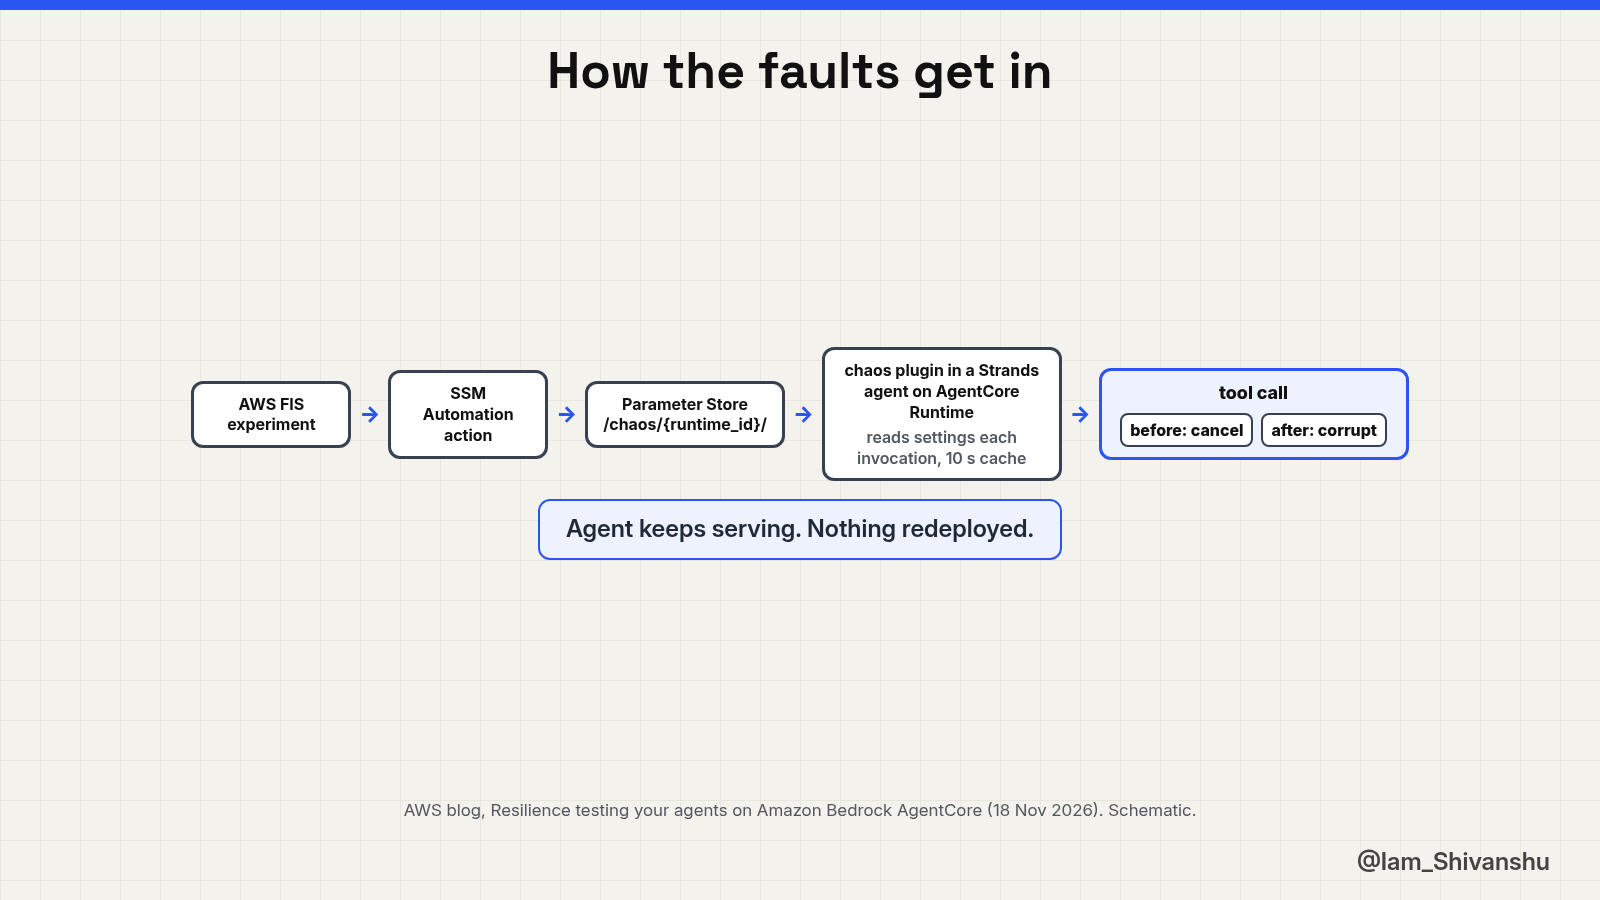 How the faults get in
AWS FIS
experiment
→
SSM
Automation
action
→
Parameter Store
/chaos/{runtime_id}/
→
chaos plugin in a Strands
agent on AgentCore
Runtime
reads settings each
invocation, 10 s cache
→
tool call
before: cancel
after: corrupt
Agent keeps serving. Nothing redeployed.
AWS blog, Resilience testing your agents on Amazon Bedrock AgentCore (18 Nov 2026). Schematic.
@Iam_Shivanshu